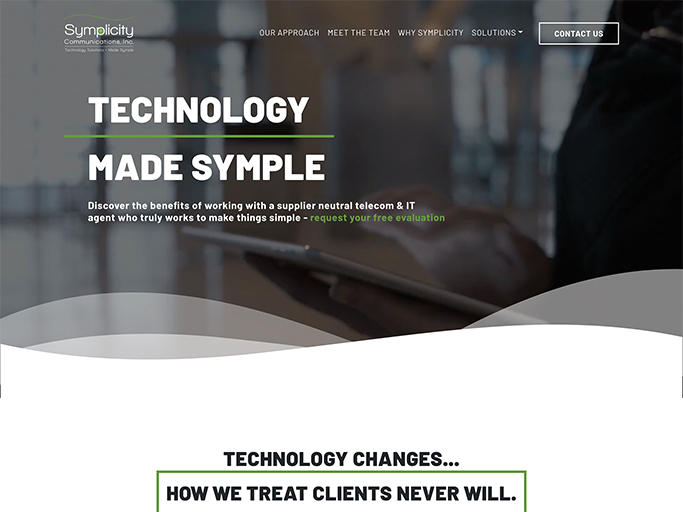 Symplicity
Communications, Inc.
Technology Solutions - Made Symple
OUR APPROACH MEET THE TEAM WHY SYMPLICITY SOLUTIONS CONTACT US
TECHNOLOGY
MADE SYMPLE
Discover the benefits of working with a supplier neutral telecom & IT
agent who truly works to make things simple - request your free evaluation
TECHNOLOGY CHANGES...
HOW WE TREAT CLIENTS NEVER WILL.